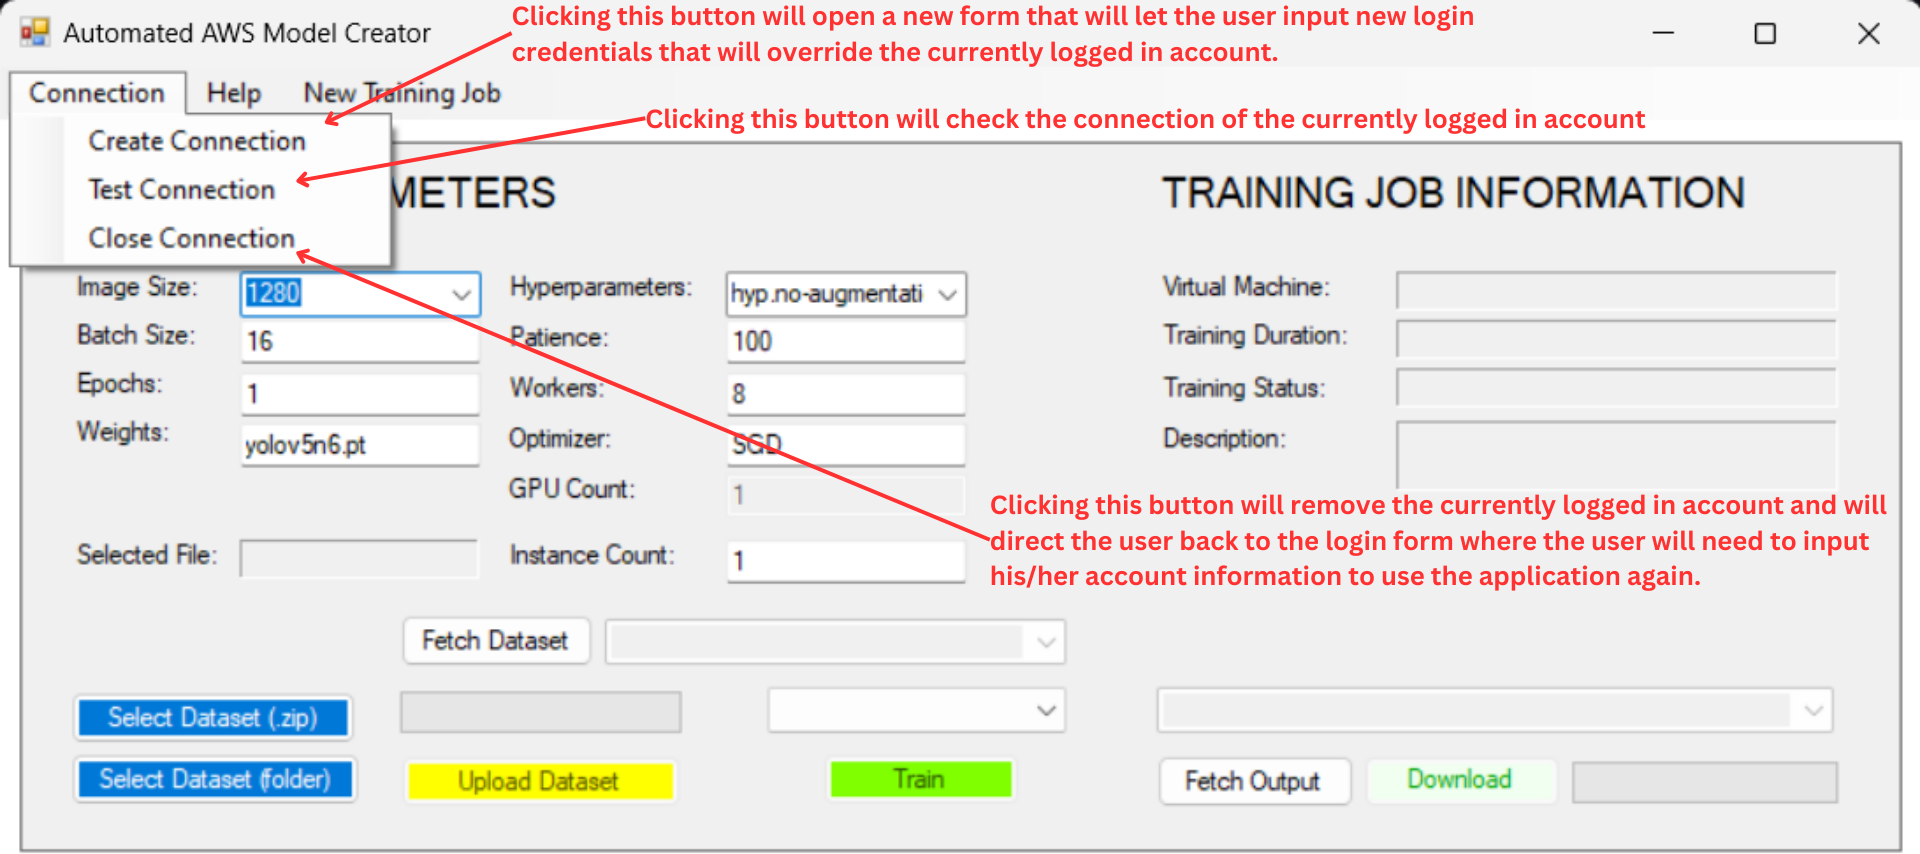 Automated AWS Model Creator
Clicking this button will open a new form that will let the user input new login
credentials that will override the currently logged in account.
Connection Help New Training Job
Create Connection
Clicking this button will check the connection of the currently logged in account
Test Connection
Close Connection
METERS
TRAINING JOB INFORMATION
Image Size: 1280 Hyperparameters: hyp.no-augmentati
Virtual Machine:
Batch Size: 16 Patience: 100
Training Duration:
Epochs: 1 Workers: 8
Training Status:
Weights: yolov5n6.pt Optimizer: SGD
Description:
GPU Count: 1
Clicking this button will remove the currently logged in account and will
direct the user back to the login form where the user will need to input
his/her account information to use the application again.
Selected File: Instance Count: 1
Fetch Dataset
Select Dataset (.zip)
Select Dataset (folder) Upload Dataset Train Fetch Output Download